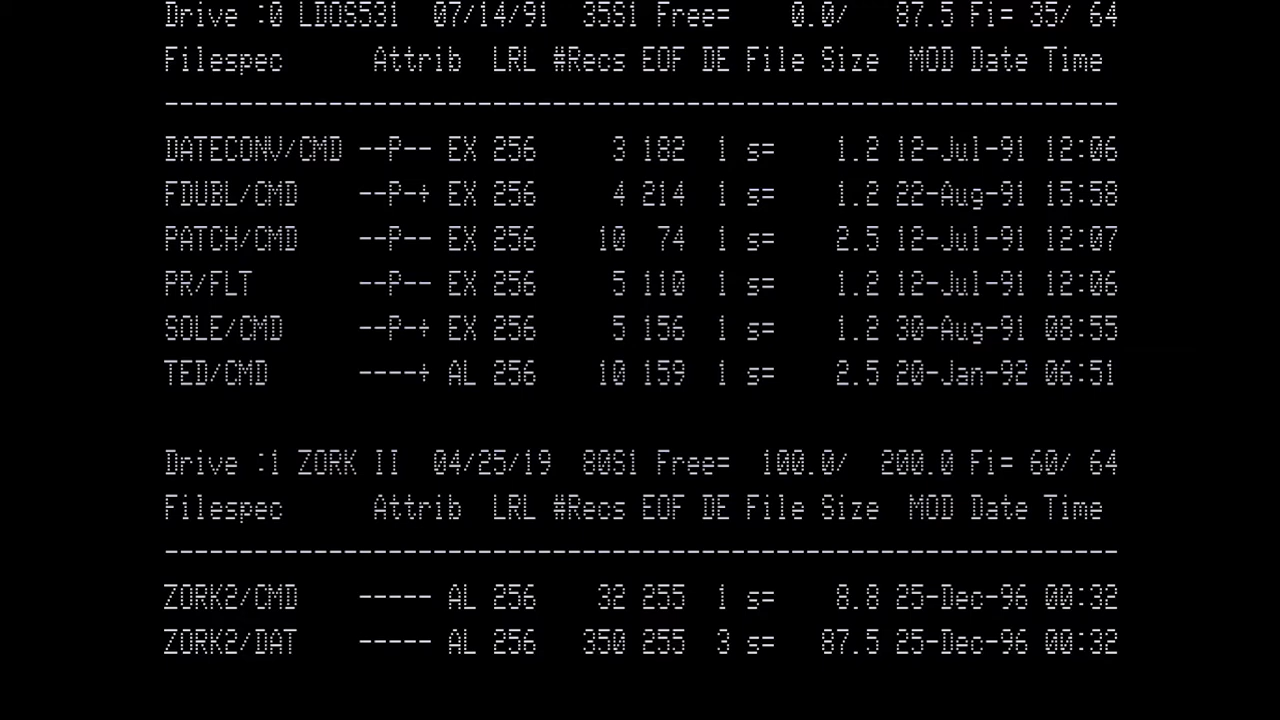 Drive :0 LDOS531 07/14/91 35S1 Free= 0.0/ 87.5 Fi= 35/ 64
Filespec Attrib LRL #Recs EOF DE File Size MOD Date Time
----------------------------------------------------------------
DATECONV/CMD --P-- EX 256 3 182 1 s= 1.2 12-Jul-91 12:06
FDUBL/CMD --P-+ EX 256 4 214 1 s= 1.2 22-Aug-91 15:58
PATCH/CMD --P-- EX 256 10 74 1 s= 2.5 12-Jul-91 12:07
PR/FLT --P-- EX 256 5 110 1 s= 1.2 12-Jul-91 12:06
SOLE/CMD --P-+ EX 256 5 156 1 s= 1.2 30-Aug-91 08:55
TED/CMD ----+ AL 256 10 159 1 s= 2.5 20-Jan-92 06:51
Drive :1 ZORK II 04/25/19 80S1 Free= 100.0/ 200.0 Fi= 60/ 64
Filespec Attrib LRL #Recs EOF DE File Size MOD Date Time
----------------------------------------------------------------
ZORK2/CMD ----- AL 256 32 255 1 s= 8.8 25-Dec-96 00:32
ZORK2/DAT ----- AL 256 350 255 3 s= 87.5 25-Dec-96 00:32